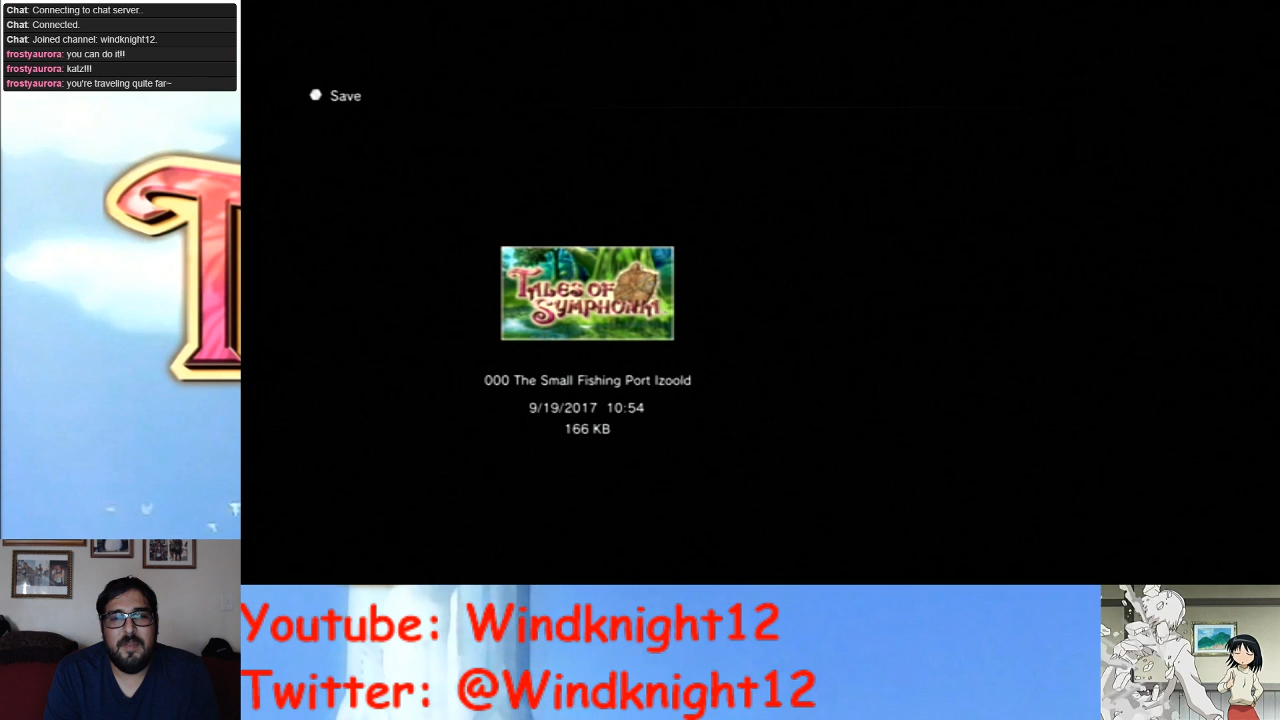 Chat: Connecting to chat server..
Chat: Connected.
Chat: Joined channel: windknight12.
frostyaurora: you can do it!!
frostyaurora: katz!!!
frostyaurora: you're traveling quite far~
Save
TALES OF
SYMPHONIA
000 The Small Fishing Port Izoold
9/19/2017 10:54
166 KB
T
Youtube: Windknight12
Twitter: @Windknight12